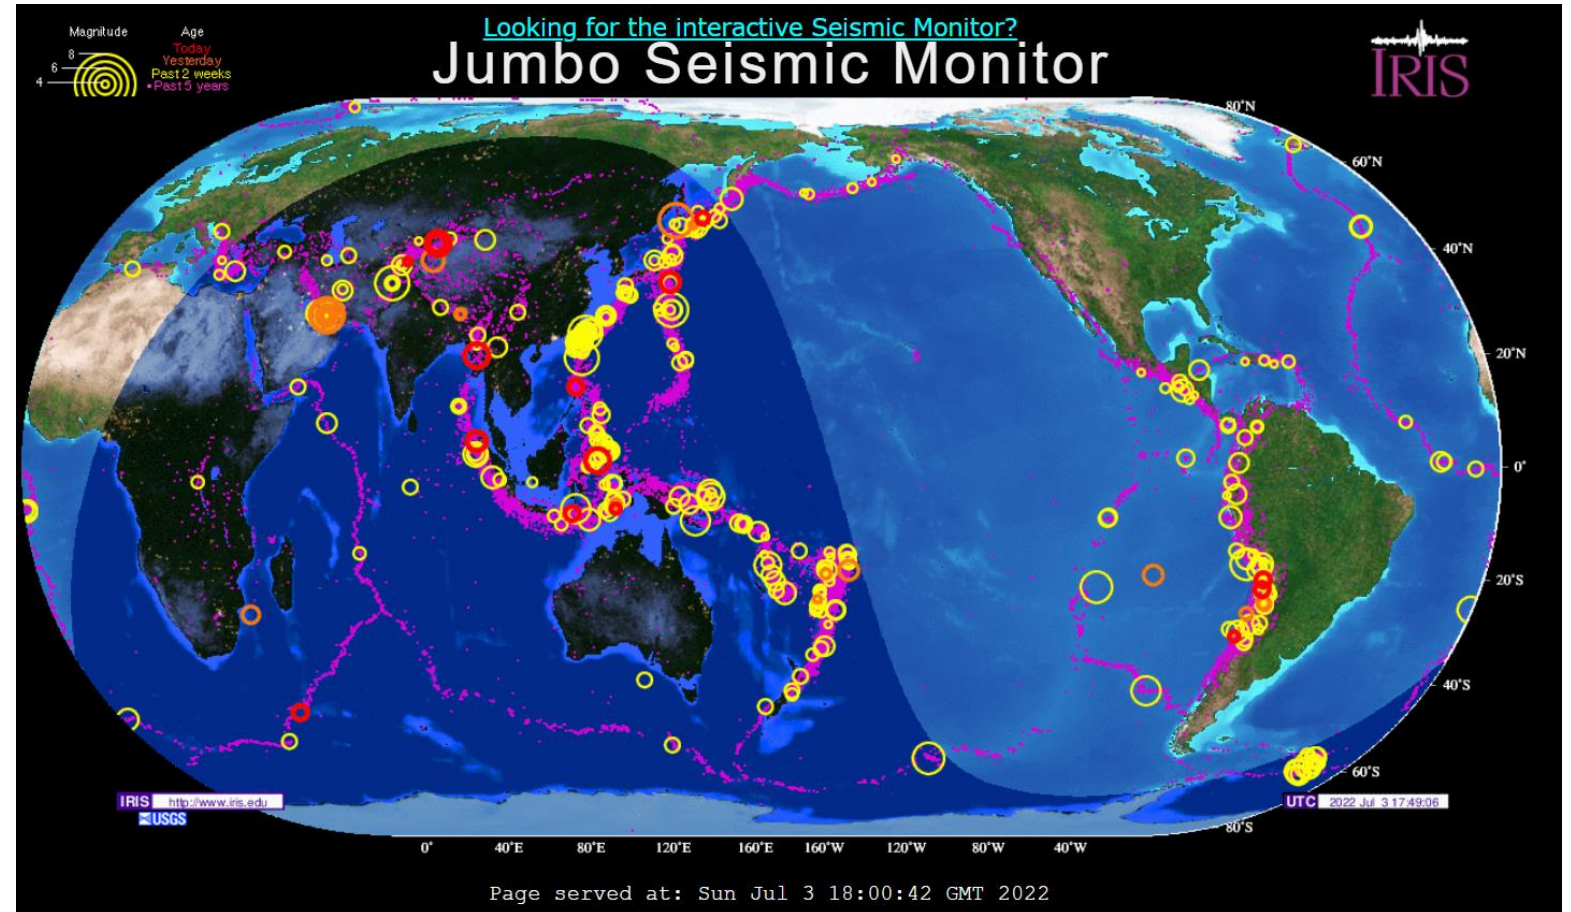 Looking for the interactive Seismic Monitor?
Jumbo Seismic Monitor
Magnitude
8
6
4
Age
Today
Yesterday
Past 2 weeks
Past 5 years
IRIS
80°N
60°N
40°N
20°N
0°
20°S
40°S
60°S
80°S
IRIS http://www.iris.edu
USGS
UTC 2022 Jul 3 17:49:06
0° 40°E 80°E 120°E 160°E 160°W 120°W 80°W 40°W
Page served at: Sun Jul 3 18:00:42 GMT 2022